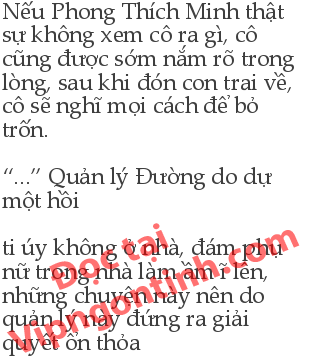 Nếu Phong Thích Minh thật
sự không xem cô ra gì, cô
cũng được sớm nắm rõ trong
lòng, sau khi đón con trai về,
cô sẽ nghĩ mọi cách để bỏ
trốn.
“...” Quản lý Đường do dự
một hồi
ti úy không ở nhà, đám phụ
nữ trong nhà làm ầm ĩ lên,
những chuyện này nên do
quản lý này đứng ra giải
quyết ổn thỏa
Đọc tại
Vipngontinh.com